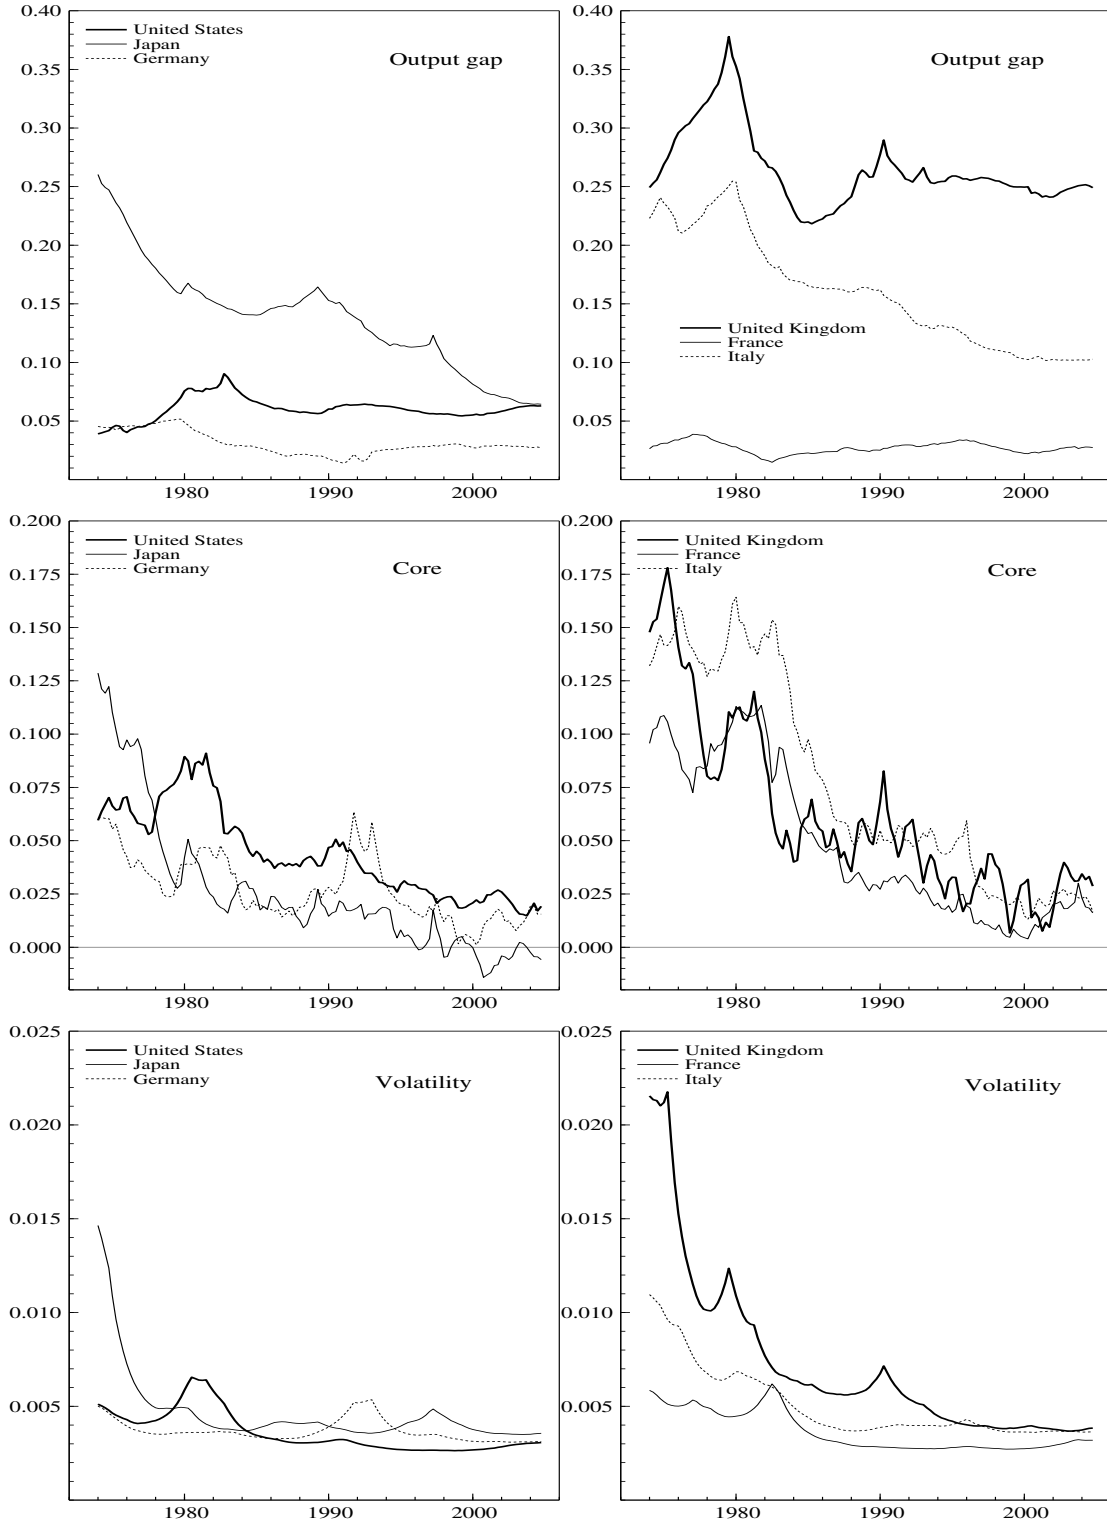 0.40
0.35
0.30
0.25
0.20
0.15
0.10
0.05
United States
Japan
Germany
Output gap
1980 1990 2000
0.40
0.35
0.30
0.25
0.20
0.15
0.10
0.05
Output gap
United Kingdom
France
Italy
1980 1990 2000
0.200
0.175
0.150
0.125
0.100
0.075
0.050
0.025
0.000
United States
Japan
Germany
Core
1980 1990 2000
0.200
0.175
0.150
0.125
0.100
0.075
0.050
0.025
0.000
United Kingdom
France
Italy
Core
1980 1990 2000
0.025
0.020
0.015
0.010
0.005
United States
Japan
Germany
Volatility
1980 1990 2000
0.025
0.020
0.015
0.010
0.005
United Kingdom
France
Italy
Volatility
1980 1990 2000